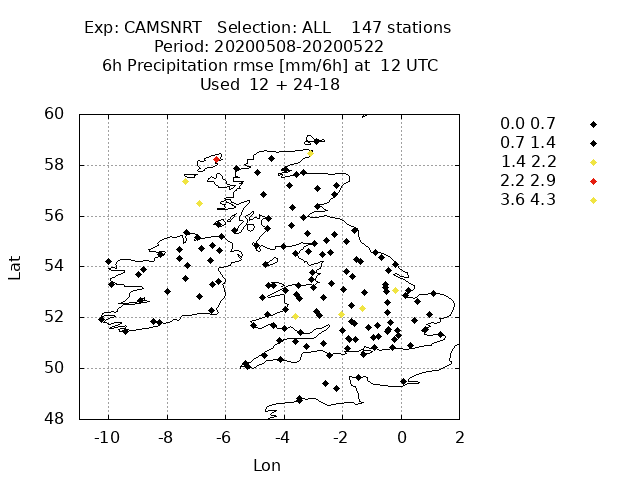 Exp: CAMSNRT   Selection: ALL    147 stations
Period: 20200508-20200522
6h Precipitation rmse [mm/6h] at  12 UTC
Used  12 + 24-18
60
58
56
54
52
50
48
Lat
-10 -8 -6 -4 -2 0 2
Lon
0.0 0.7
0.7 1.4
1.4 2.2
2.2 2.9
3.6 4.3